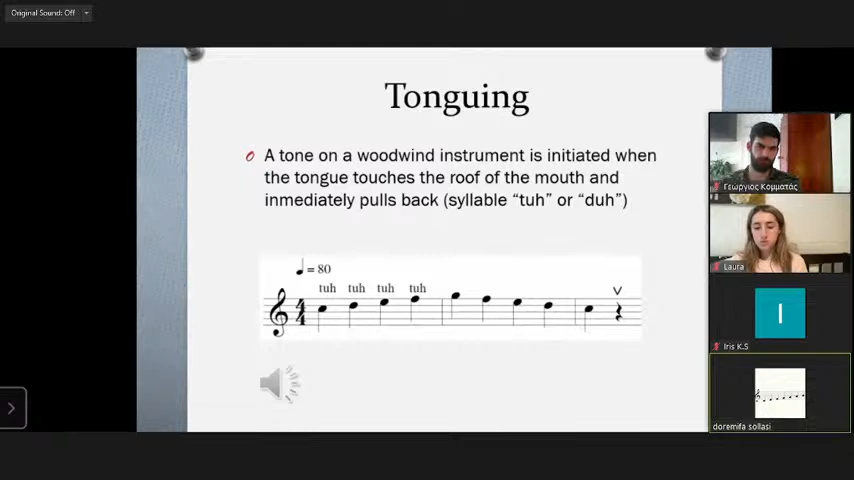 Original Sound: Off
Tonguing
A tone on a woodwind instrument is initiated when
the tongue touches the roof of the mouth and
inmediately pulls back (syllable “tuh” or “duh”)
= 80
tuh tuh tuh tuh
4
4
Γεωργιος Κομματάς
Laura
I
Iris K.S
doremifa sollasi